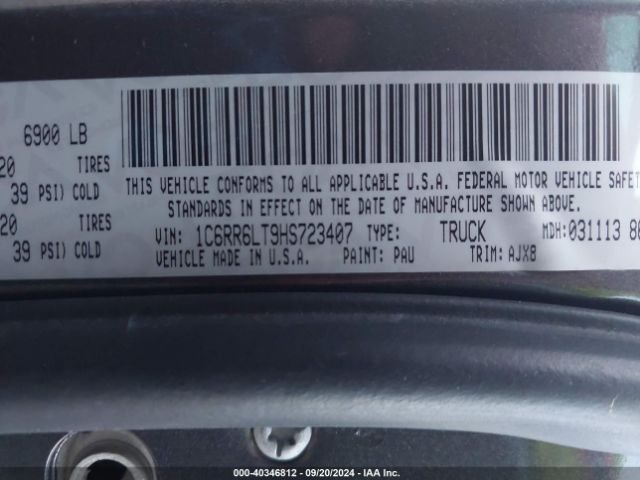 6900 LB
20 TIRES
39 PSI) COLD
20 TIRES
39 PSI) COLD
THIS VEHICLE CONFORMS TO ALL APPLICABLE U.S.A. FEDERAL MOTOR VEHICLE SAFET
STANDARDS IN EFFECT ON THE DATE OF MANUFACTURE SHOWN ABOVE.
VIN: 1C6RR6LT9HS723407 TYPE: TRUCK MDH: 031113 86
VEHICLE MADE IN U.S.A. PAINT: PAU TRIM: AJX8
000-40346812 / 09/20/2024 - IAA Inc.